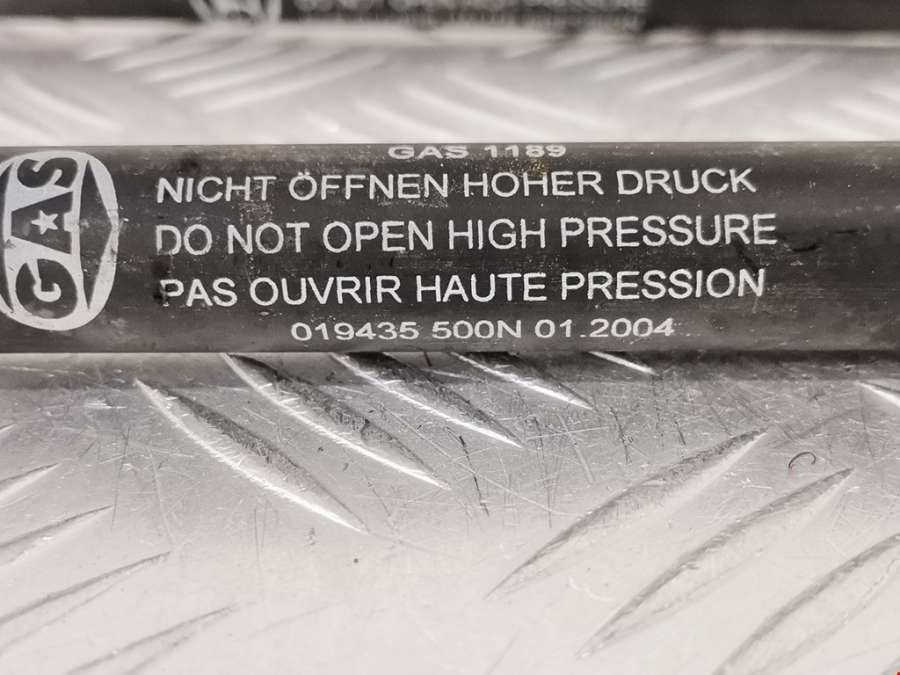 GAS
GAS 1189
NICHT ÖFFNEN HOHER DRUCK
DO NOT OPEN HIGH PRESSURE
PAS OUVRIR HAUTE PRESSION
019435 500N 01.2004